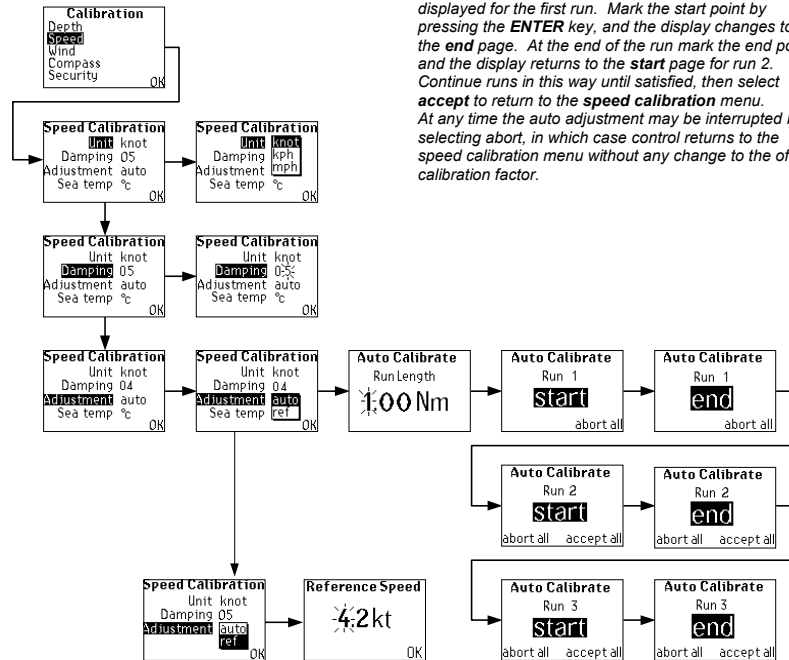 displayed for the first run. Mark the start point by
pressing the ENTER key, and the display changes to
the end page. At the end of the run mark the end
and the display returns to the start page for run 2.
Continue runs in this way until satisfied, then select
accept to return to the speed calibration menu.
At any time the auto adjustment may be interrupted
selecting abort, in which case control returns to the
speed calibration menu without any change to the
calibration factor.
Calibration
Depth
Speed
Wind
Compass
Security
OK
Speed Calibration
Unit knot
Damping 05
Adjustment auto
Sea temp °c
OK
Speed Calibration
Unit knot
Damping kph
Adjustment mph
Sea temp °c
OK
Speed Calibration
Unit knot
Damping 05
Adjustment auto
Sea temp °c
OK
Speed Calibration
Unit knot
Damping 05
Adjustment auto
Sea temp °c
OK
Speed Calibration
Unit knot
Damping 04
Adjustment auto
Sea temp °c
OK
Speed Calibration
Unit knot
Damping 04
Adjustment auto
Sea temp ref
OK
Auto Calibrate
Run Length
1.00 Nm
Auto Calibrate
Run 1
start
abort all
Auto Calibrate
Run 1
end
abort all
Auto Calibrate
Run 2
start
abort all accept all
Auto Calibrate
Run 2
end
abort all accept all
Auto Calibrate
Run 3
start
abort all accept all
Auto Calibrate
Run 3
end
abort all accept all
Speed Calibration
Unit knot
Damping 05
Adjustment auto
ref
OK
Reference Speed
4.2kt
OK